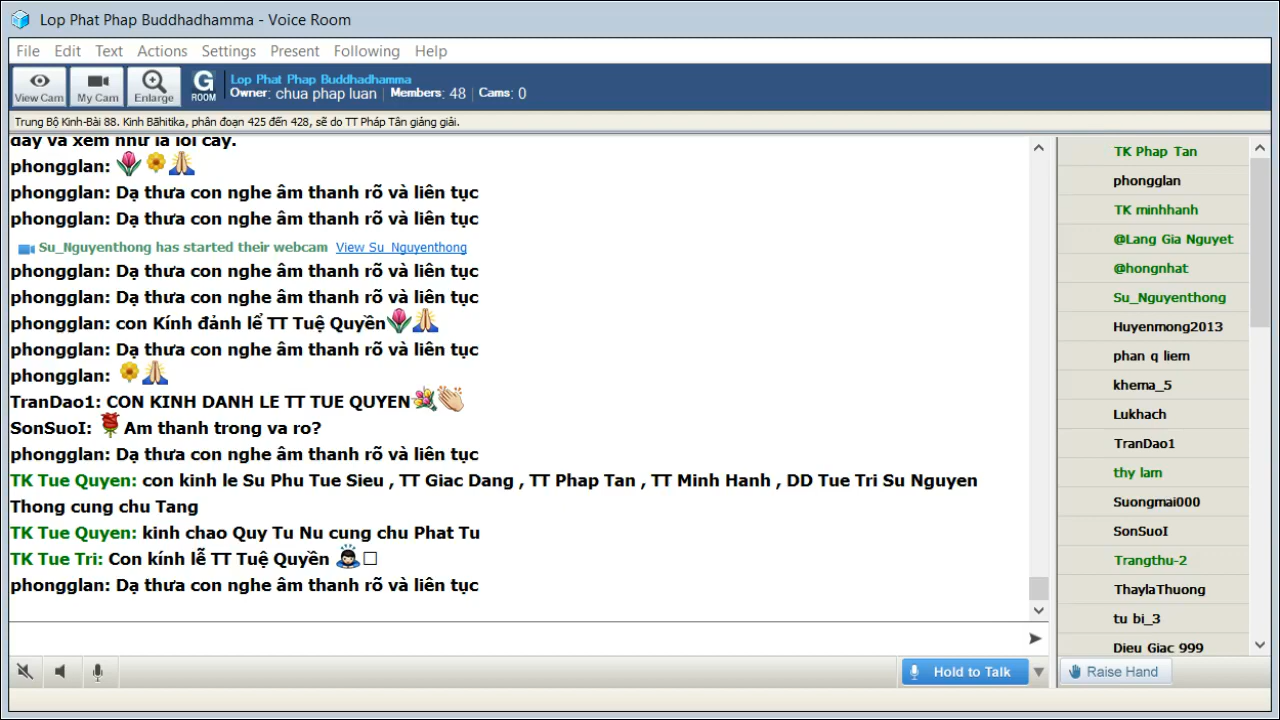 Lop Phat Phap Buddhadhamma - Voice Room
File Edit Text Actions Settings Present Following Help
View Cam My Cam Enlarge G ROOM
Lop Phat Phap Buddhadhamma
Owner: chua phap luan | Members: 48 | Cams: 0
Trung Bộ Kinh-Bài 88. Kinh Bāhitika, phân đoạn 425 đến 428, sẽ do TT Pháp Tân giảng giải.
phongglan: 🌷🌼🙏
phongglan: Dạ thưa con nghe âm thanh rõ và liên tục
phongglan: Dạ thưa con nghe âm thanh rõ và liên tục
Su_Nguyenthong has started their webcam View Su_Nguyenthong
phongglan: Dạ thưa con nghe âm thanh rõ và liên tục
phongglan: Dạ thưa con nghe âm thanh rõ và liên tục
phongglan: con Kính đảnh lể TT Tuệ Quyền🌷🙏
phongglan: Dạ thưa con nghe âm thanh rõ và liên tục
phongglan: 🌼🙏
TranDao1: CON KINH DANH LE TT TUE QUYEN💐👏
SonSuoI: 🌹Am thanh trong va ro?
phongglan: Dạ thưa con nghe âm thanh rõ và liên tục
TK Tue Quyen: con kinh le Su Phu Tue Sieu , TT Giac Dang , TT Phap Tan , TT Minh Hanh , DD Tue Tri Su Nguyen
Thong cung chu Tang
TK Tue Quyen: kinh chao Quy Tu Nu cung chu Phat Tu
TK Tue Tri: Con kính lễ TT Tuệ Quyền 🙇□
phongglan: Dạ thưa con nghe âm thanh rõ và liên tục
TK Phap Tan
phongglan
TK minhhanh
@Lang Gia Nguyet
@hongnhat
Su_Nguyenthong
Huyenmong2013
phan q liem
khema_5
Lukhach
TranDao1
thy lam
Suongmai000
SonSuoI
Trangthu-2
ThaylaThuong
tu bi_3
Dieu Giac 999
Hold to Talk
Raise Hand